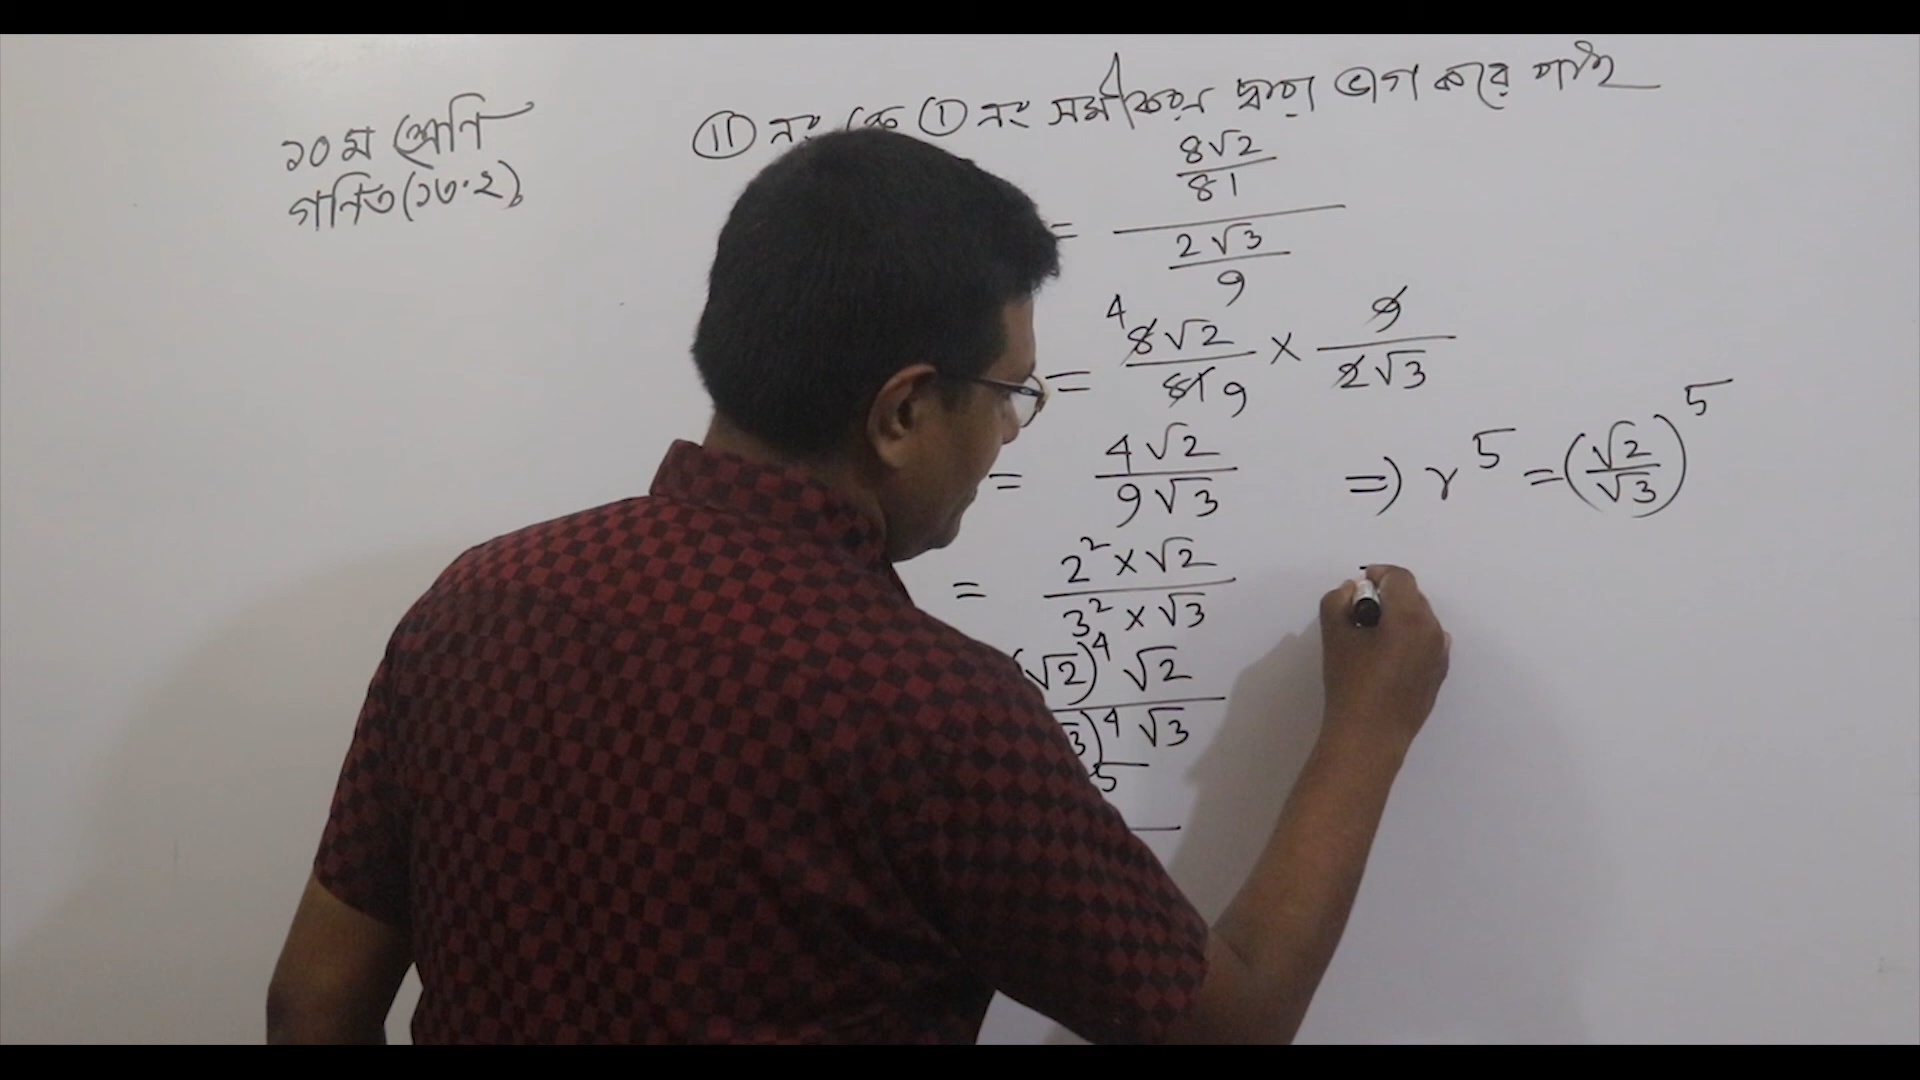 ১০ম শ্রেণি
গনিত(১৩.২)
(II) নং কে (I) নং সমীকরণ দ্বারা ভাগ করে পাই
= (8√2/81)/(2√3/9)
= 4 8√2/81 9 × 9/2√3
= 4√2/9√3
= 2² × √2/3² × √3
(√2)⁴ √2/3)⁴ √3
5
=> r⁵ = (√2/√3)⁵